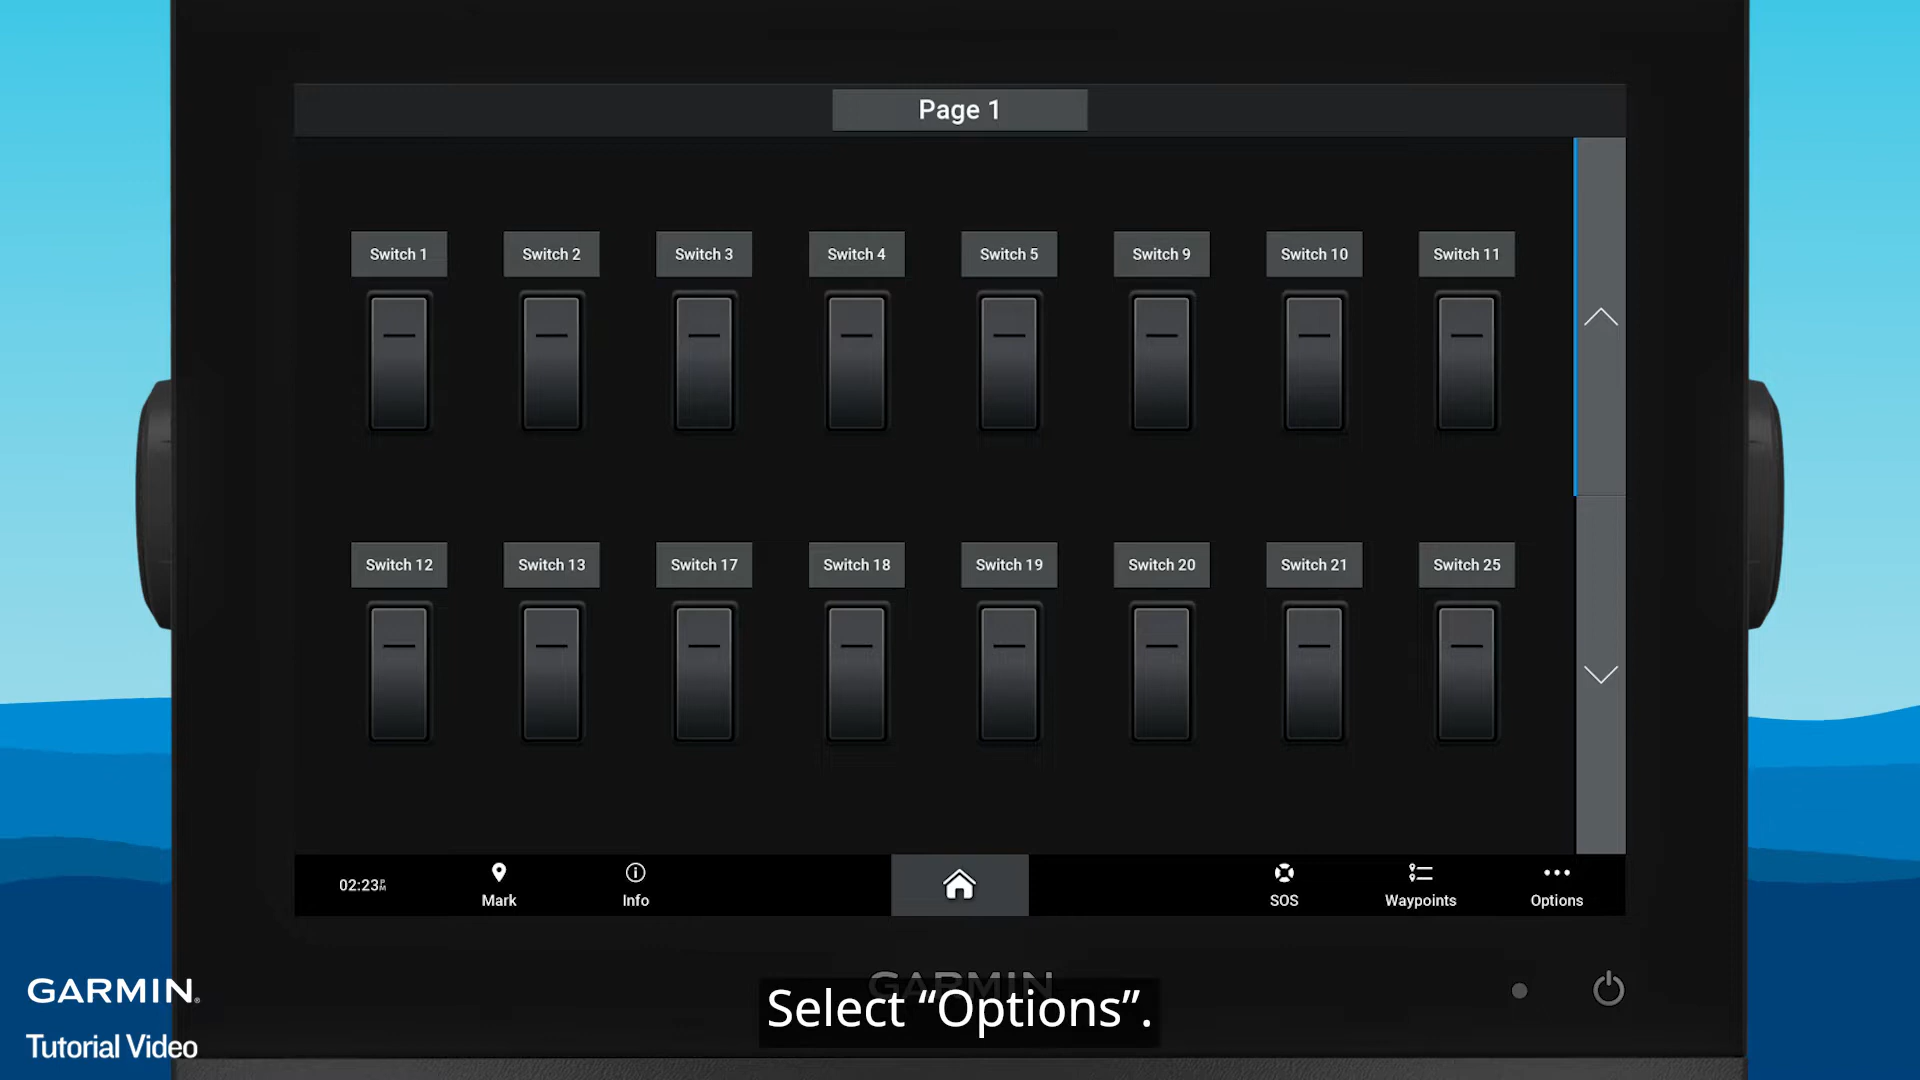 Page 1
Switch 1
Switch 2
Switch 3
Switch 4
Switch 5
Switch 9
Switch 10
Switch 11
Switch 12
Switch 13
Switch 17
Switch 18
Switch 19
Switch 20
Switch 21
Switch 25
02:23PM
Mark
Info
SOS
Waypoints
Options
GARMIN
Select “Options”.
GARMIN®
Tutorial Video